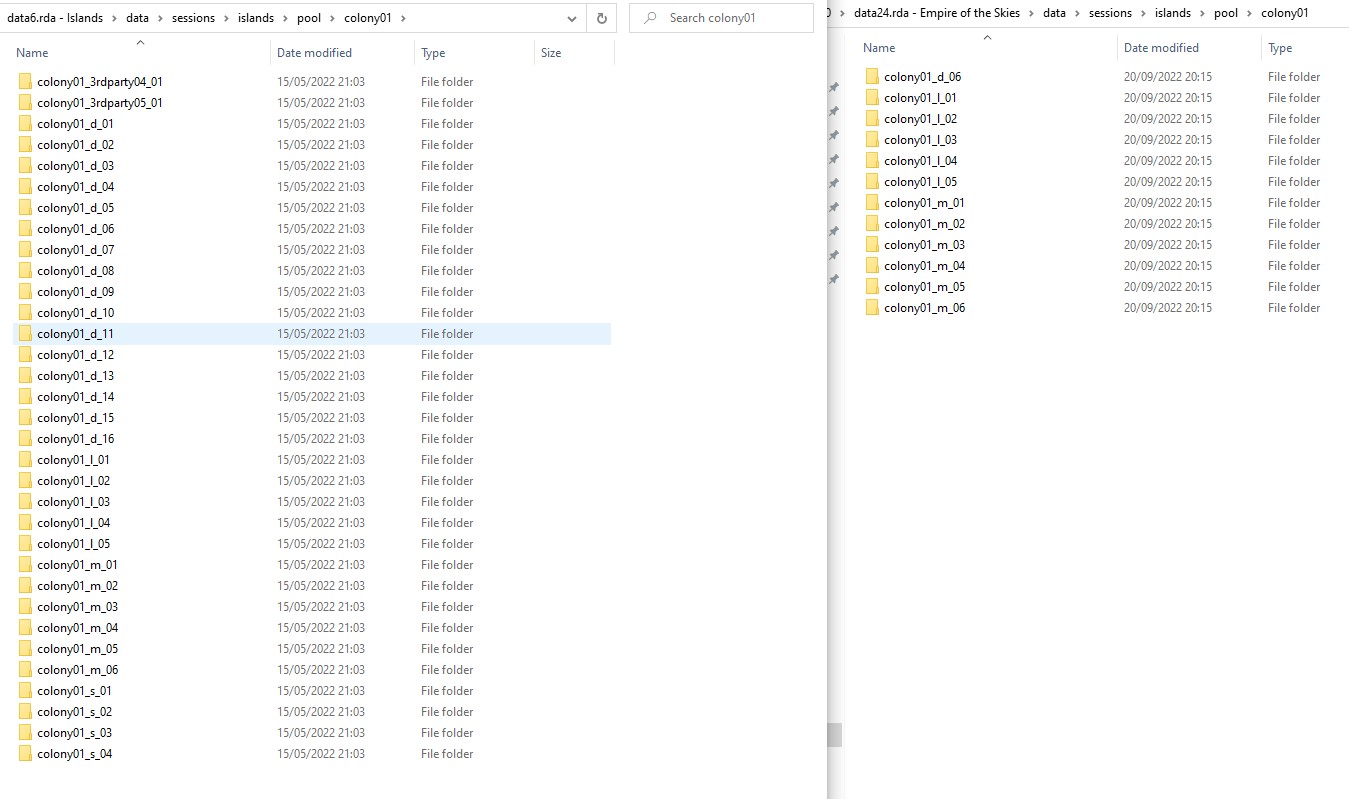 data6.rda - Islands > data > sessions > islands > pool > colony01 >
Search colony01
Name Date modified Type Size
colony01_3rdparty04_01 15/05/2022 21:03 File folder
colony01_3rdparty05_01 15/05/2022 21:03 File folder
colony01_d_01 15/05/2022 21:03 File folder
colony01_d_02 15/05/2022 21:03 File folder
colony01_d_03 15/05/2022 21:03 File folder
colony01_d_04 15/05/2022 21:03 File folder
colony01_d_05 15/05/2022 21:03 File folder
colony01_d_06 15/05/2022 21:03 File folder
colony01_d_07 15/05/2022 21:03 File folder
colony01_d_08 15/05/2022 21:03 File folder
colony01_d_09 15/05/2022 21:03 File folder
colony01_d_10 15/05/2022 21:03 File folder
colony01_d_11 15/05/2022 21:03 File folder
colony01_d_12 15/05/2022 21:03 File folder
colony01_d_13 15/05/2022 21:03 File folder
colony01_d_14 15/05/2022 21:03 File folder
colony01_d_15 15/05/2022 21:03 File folder
colony01_d_16 15/05/2022 21:03 File folder
colony01_l_01 15/05/2022 21:03 File folder
colony01_l_02 15/05/2022 21:03 File folder
colony01_l_03 15/05/2022 21:03 File folder
colony01_l_04 15/05/2022 21:03 File folder
colony01_l_05 15/05/2022 21:03 File folder
colony01_m_01 15/05/2022 21:03 File folder
colony01_m_02 15/05/2022 21:03 File folder
colony01_m_03 15/05/2022 21:03 File folder
colony01_m_04 15/05/2022 21:03 File folder
colony01_m_05 15/05/2022 21:03 File folder
colony01_m_06 15/05/2022 21:03 File folder
colony01_s_01 15/05/2022 21:03 File folder
colony01_s_02 15/05/2022 21:03 File folder
colony01_s_03 15/05/2022 21:03 File folder
colony01_s_04 15/05/2022 21:03 File folder
data24.rda - Empire of the Skies > data > sessions > islands > pool > colony01
Name Date modified Type
colony01_d_06 20/09/2022 20:15 File folder
colony01_l_01 20/09/2022 20:15 File folder
colony01_l_02 20/09/2022 20:15 File folder
colony01_l_03 20/09/2022 20:15 File folder
colony01_l_04 20/09/2022 20:15 File folder
colony01_l_05 20/09/2022 20:15 File folder
colony01_m_01 20/09/2022 20:15 File folder
colony01_m_02 20/09/2022 20:15 File folder
colony01_m_03 20/09/2022 20:15 File folder
colony01_m_04 20/09/2022 20:15 File folder
colony01_m_05 20/09/2022 20:15 File folder
colony01_m_06 20/09/2022 20:15 File folder